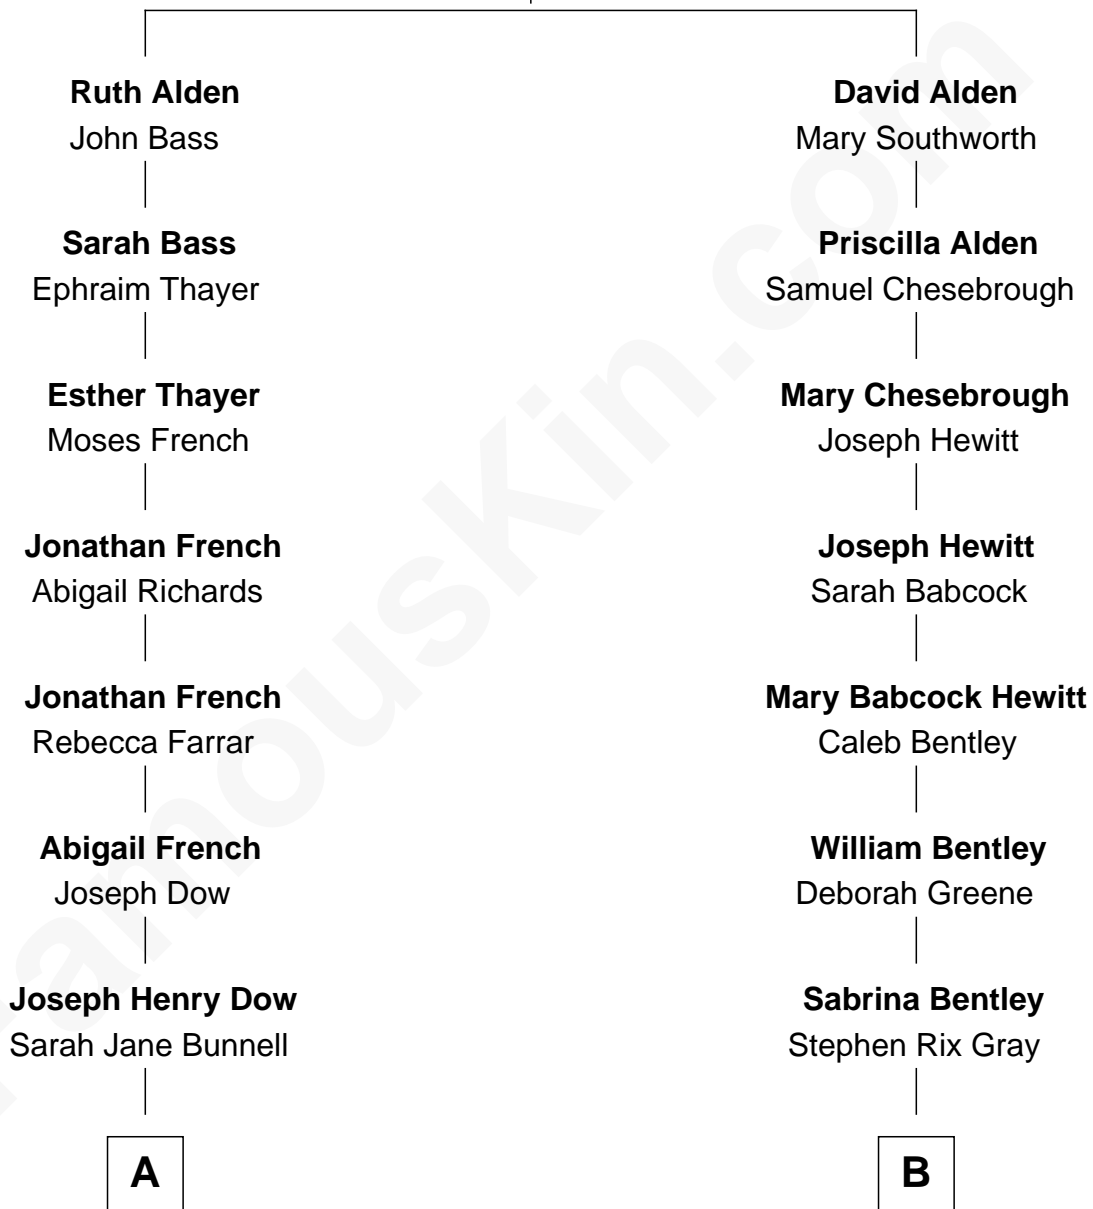 Ruth Alden
John Bass
David Alden
Mary Southworth
Sarah Bass
Ephraim Thayer
Priscilla Alden
Samuel Chesebrough
Esther Thayer
Moses French
Mary Chesebrough
Joseph Hewitt
Jonathan French
Abigail Richards
Joseph Hewitt
Sarah Babcock
Jonathan French
Rebecca Farrar
Mary Babcock Hewitt
Caleb Bentley
Abigail French
Joseph Dow
William Bentley
Deborah Greene
Joseph Henry Dow
Sarah Jane Bunnell
Sabrina Bentley
Stephen Rix Gray
A
B
FamousKin.com